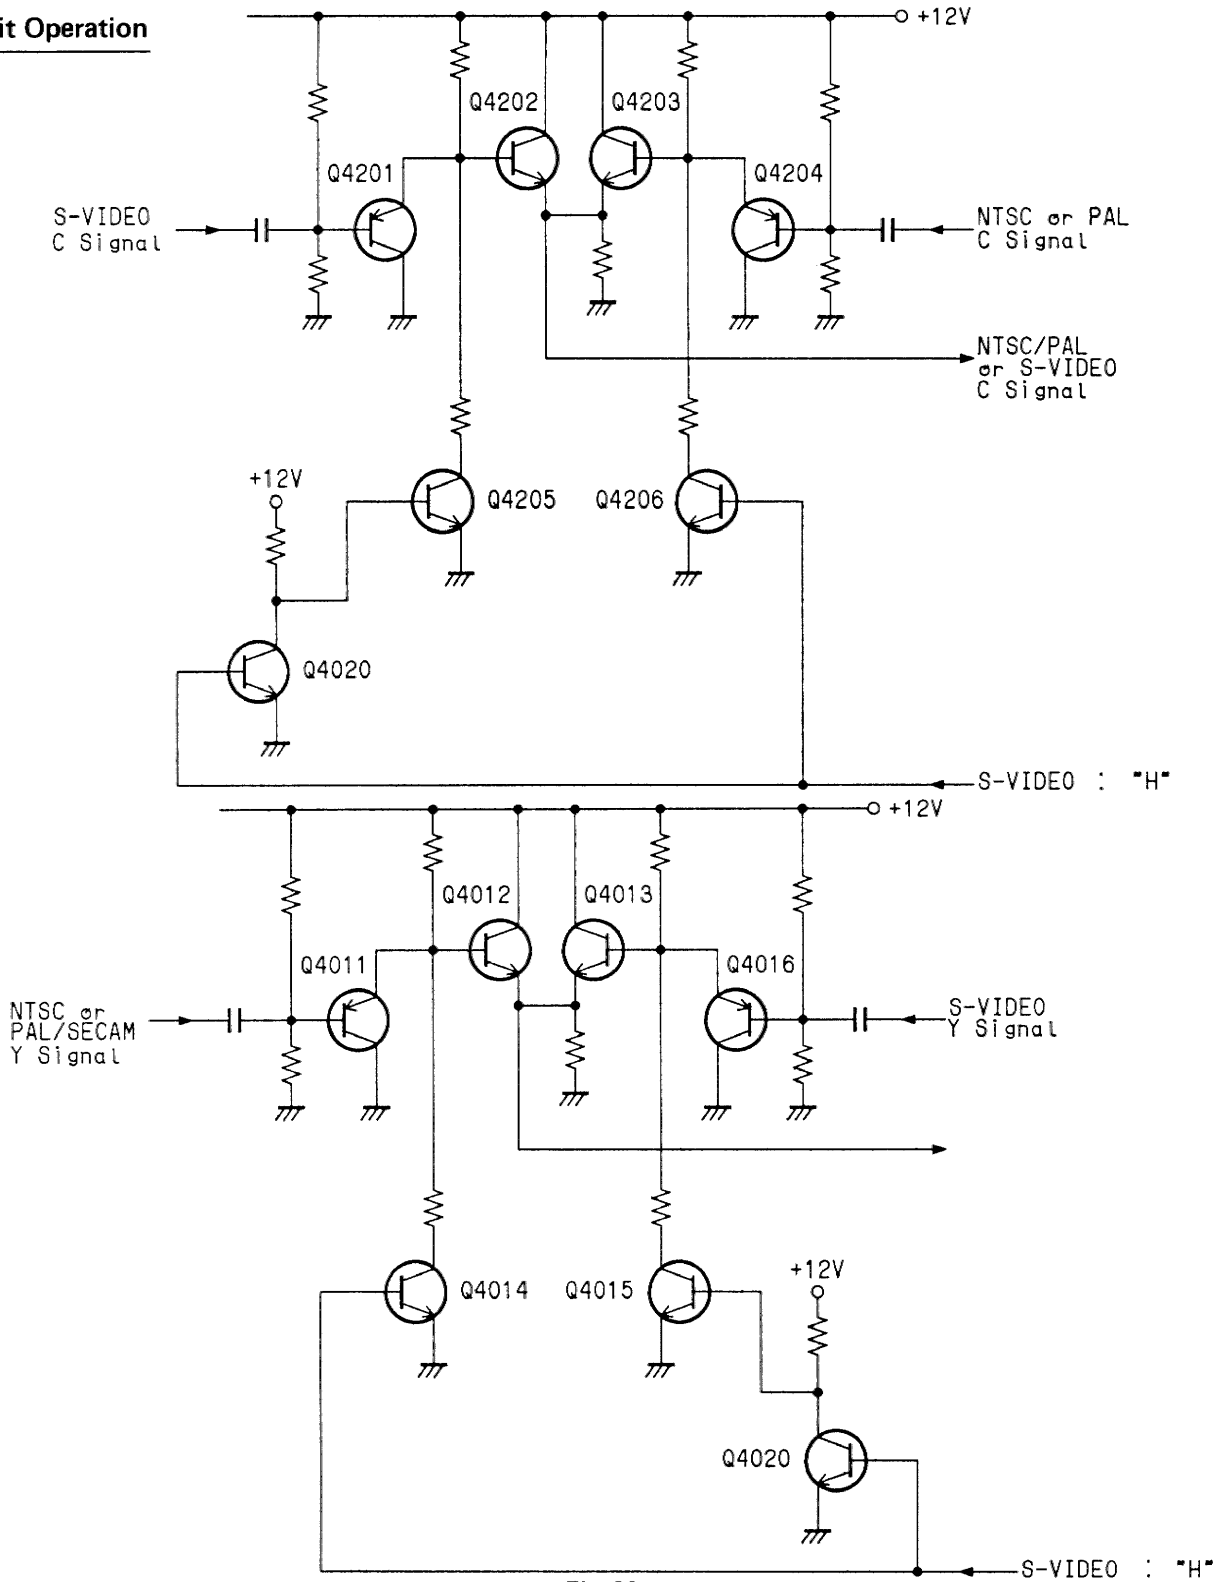 it Operation
+12V
Q4202
Q4203
Q4201
Q4204
S-VIDEO
C Signal
NTSC or PAL
C Signal
NTSC/PAL
or S-VIDEO
C Signal
+12V
Q4205
Q4206
Q4020
S-VIDEO : "H"
+12V
Q4012
Q4013
Q4011
Q4016
NTSC or
PAL/SECAM
Y Signal
S-VIDEO
Y Signal
Q4014
Q4015
+12V
Q4020
S-VIDEO : "H"